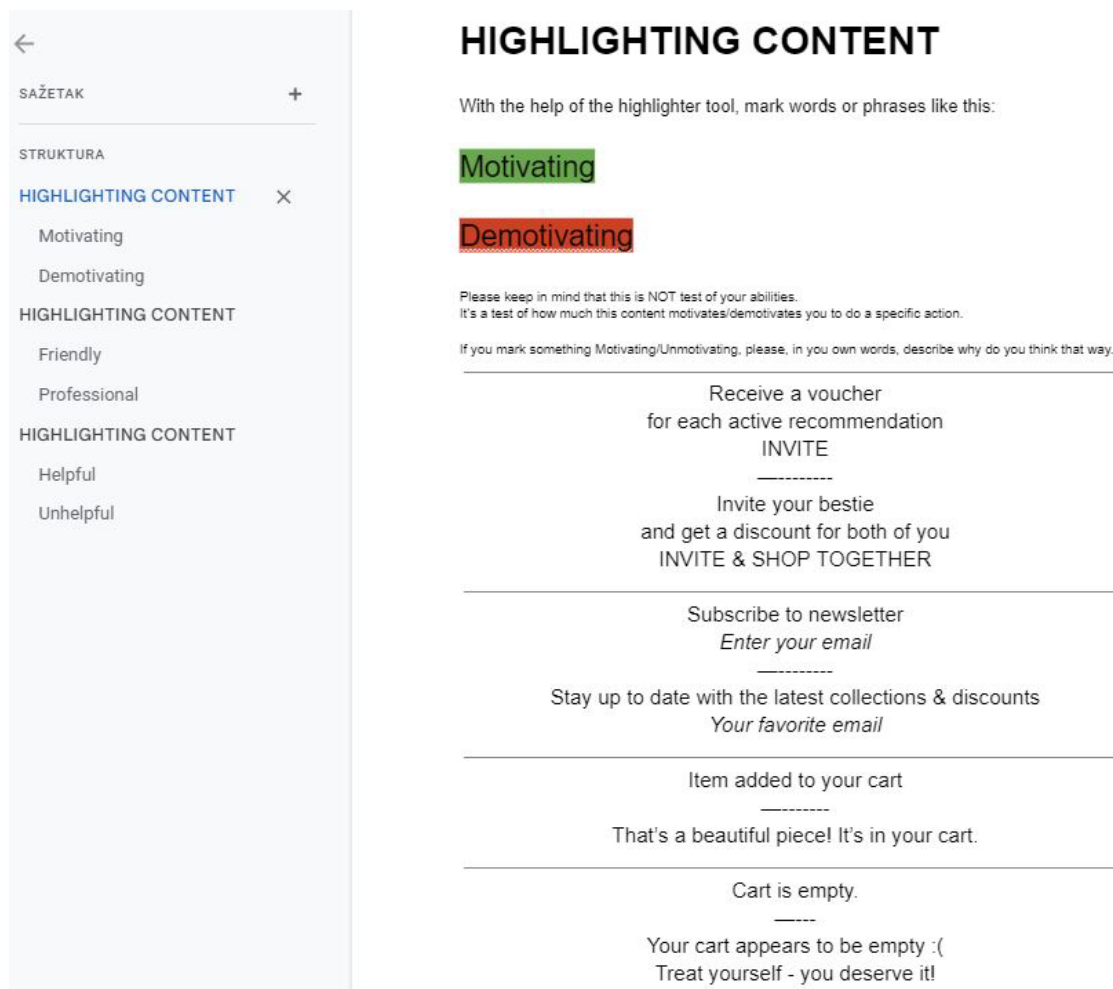 SAŽETAK
STRUKTURA
HIGHLIGHTING CONTENT
Motivating
Demotivating
HIGHLIGHTING CONTENT
Friendly
Professional
HIGHLIGHTING CONTENT
Helpful
Unhelpful
HIGHLIGHTING CONTENT
With the help of the highlighter tool, mark words or phrases like this:
Motivating
Demotivating
Please keep in mind that this is NOT test of your abilities.
It's a test of how much this content motivates/demotivates you to do a specific action.
If you mark something Motivating/Unmotivating, please, in you own words, describe why do you think that way.
Receive a voucher
for each active recommendation
INVITE
—---------
Invite your bestie
and get a discount for both of you
INVITE & SHOP TOGETHER
Subscribe to newsletter
Enter your email
—---------
Stay up to date with the latest collections & discounts
Your favorite email
Item added to your cart
—--------
That's a beautiful piece! It's in your cart.
Cart is empty.
—----
Your cart appears to be empty :(
Treat yourself - you deserve it!